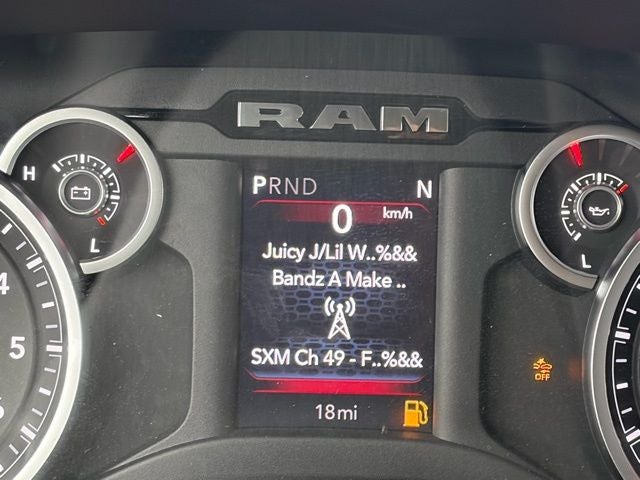 RAM
H
L
PRND N
0 km/h
Juicy J/Lil W..%&&
Bandz A Make ..
SXM Ch 49 - F..%&&
18mi
L
4
5
OFF